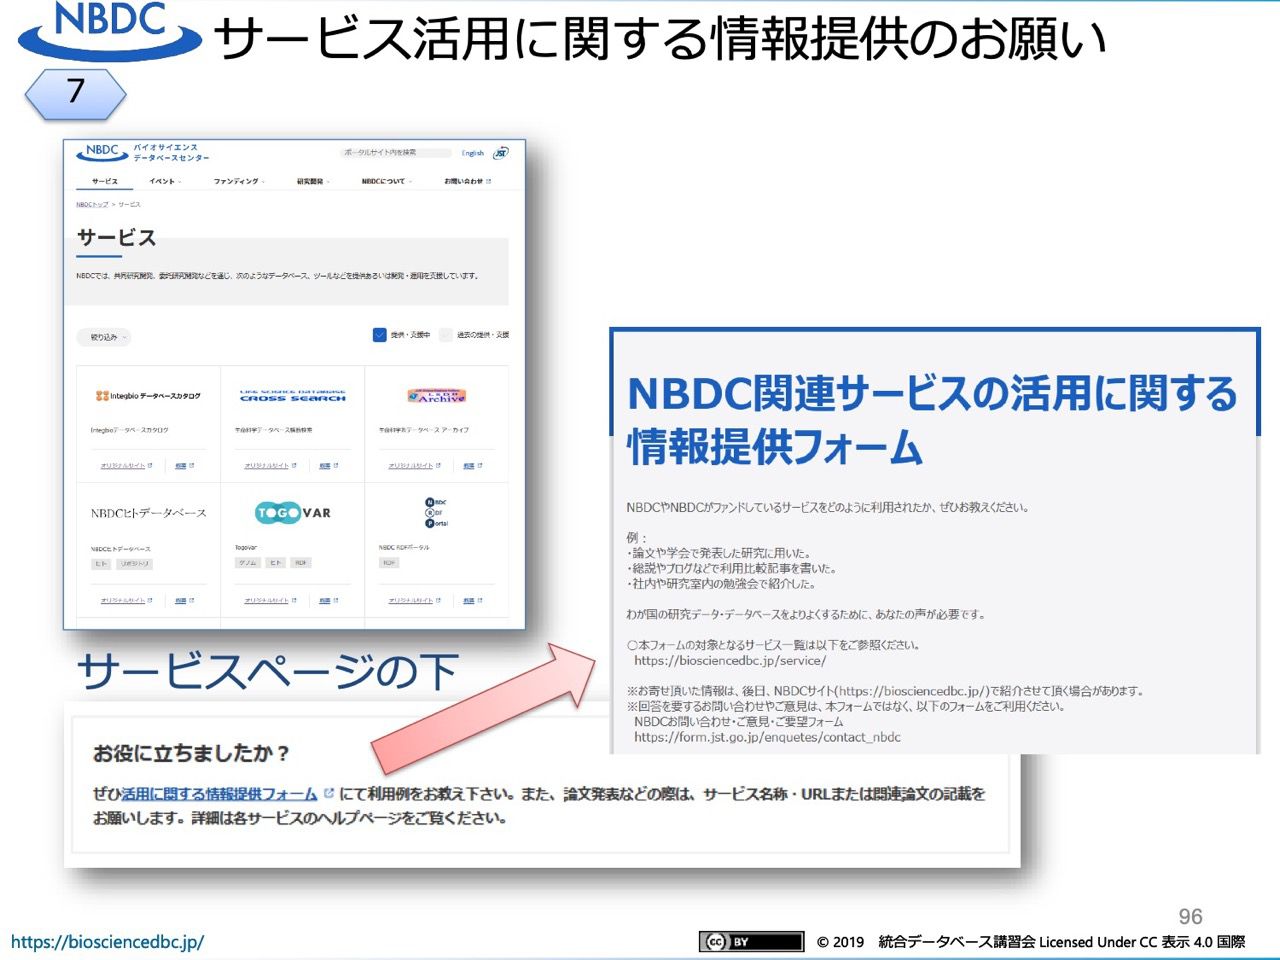 NBDC
サービス活用に関する情報提供のお願い
7
NBDC バイオサイエンス
データベースセンター
ポータルサイト内を検索
English
JST
サービス イベント ファンディング 研究開発 NBDCについて お問い合わせ
NBDCトップ > サービス
サービス
NBDCでは、共同研究開発、委託研究開発などを通じ、次のようなデータベース、ツールなどを提供あるいは開発・運用を支援しています。
絞り込み
提供・支援中 過去の提供・支援
Integbio データベースカタログ
LIFE SCIENCE DATABASE
CROSS SEARCH
LSDB
Archive
Integbioデータベースカタログ
生命科学データベース横断検索
生命科学系データベース アーカイブ
オリジナルサイト 概要
オリジナルサイト 概要
オリジナルサイト 概要
NBDCヒトデータベース
TOGOVAR
NBDC
RDF
Portal
NBDCヒトデータベース
TogoVar
NBDC RDFポータル
ヒト リポジトリ
ゲノム ヒト RDF
RDF
オリジナルサイト 概要
オリジナルサイト 概要
オリジナルサイト 概要
サービスページの下
お役に立ちましたか？
ぜひ活用に関する情報提供フォーム にて利用例をお教え下さい。また、論文発表などの際は、サービス名称・URLまたは関連論文の記載を
お願いします。詳細は各サービスのヘルプページをご覧ください。
NBDC関連サービスの活用に関する
情報提供フォーム
NBDCやNBDCがファンドしているサービスをどのように利用されたか、ぜひお教えください。
例：
・論文や学会で発表した研究に用いた。
・総説やブログなどで利用比較記事を書いた。
・社内や研究室内の勉強会で紹介した。
わが国の研究データ・データベースをよりよくするために、あなたの声が必要です。
○本フォームの対象となるサービス一覧は以下をご参照ください。
https://biosciencedbc.jp/service/
※お寄せ頂いた情報は、後日、NBDCサイト(https://biosciencedbc.jp/)で紹介させて頂く場合があります。
※回答を要するお問い合わせやご意見は、本フォームではなく、以下のフォームをご利用ください。
NBDCお問い合わせ・ご意見・ご要望フォーム
https://form.jst.go.jp/enquetes/contact_nbdc
96
https://biosciencedbc.jp/
cc BY
© 2019 統合データベース講習会 Licensed Under CC 表示 4.0 国際